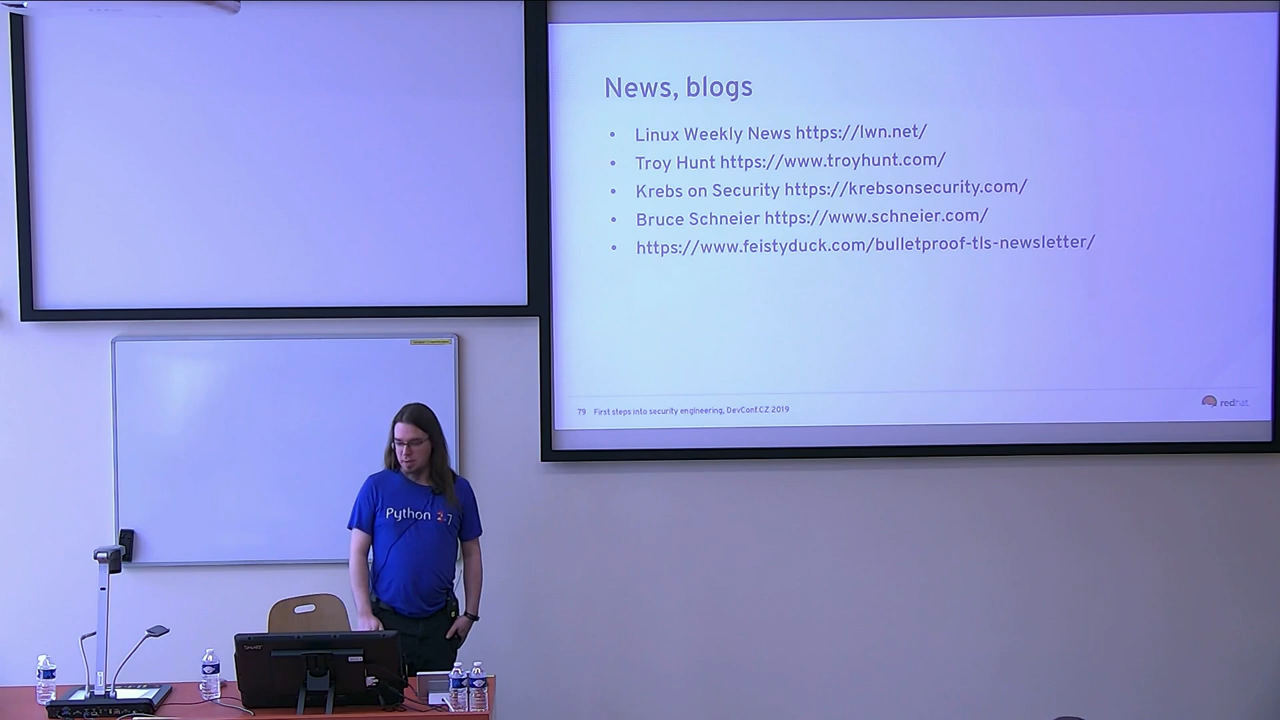 News, blogs
• Linux Weekly News https://lwn.net/
• Troy Hunt https://www.troyhunt.com/
• Krebs on Security https://krebsonsecurity.com/
• Bruce Schneier https://www.schneier.com/
• https://www.feistyduck.com/bulletproof-tls-newsletter/
79 First steps into security engineering, DevConf.CZ 2019
redhat
Python 2.7